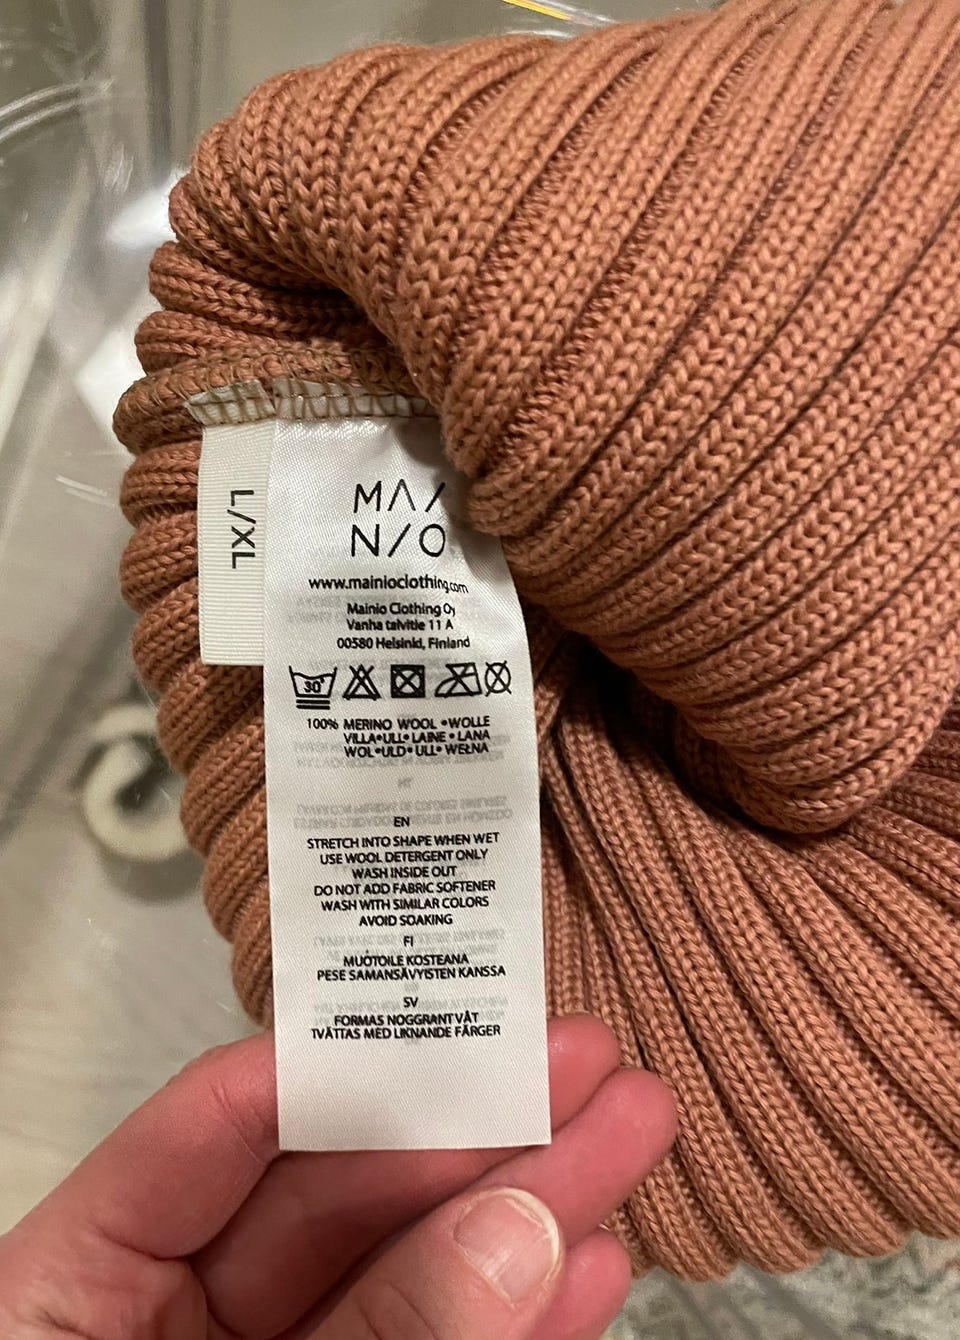 L/XL
MAI
NIO
www.mainioclothing.com
Mainio Clothing Oy
Vanha talvitie 11 A
00580 Helsinki, Finland
30°
100% MERINO WOOL •WOLLE
VILLA•ULL• LAINE • LANA
WOL•ULD• ULL• WEŁNA
EN
STRETCH INTO SHAPE WHEN WET
USE WOOL DETERGENT ONLY
WASH INSIDE OUT
DO NOT ADD FABRIC SOFTENER
WASH WITH SIMILAR COLORS
AVOID SOAKING
FI
MUOTOILE KOSTEANA
PESE SAMANSÄVYISTEN KANSSA
SV
FORMAS NOGGRANT VÅT
TVÄTTAS MED LIKNANDE FÄRGER